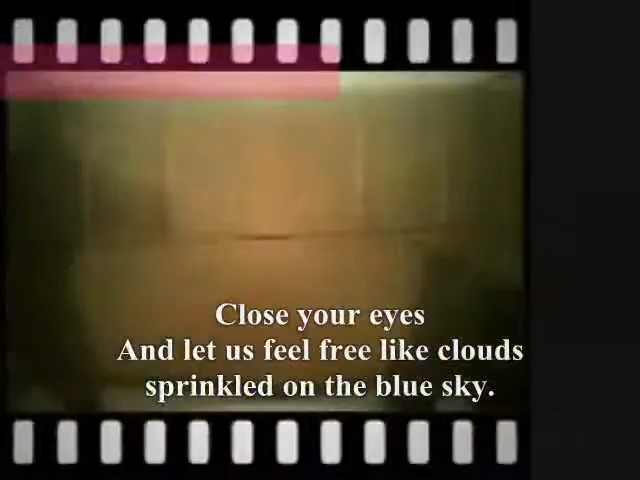 Close your eyes
And let us feel free like clouds
sprinkled on the blue sky.